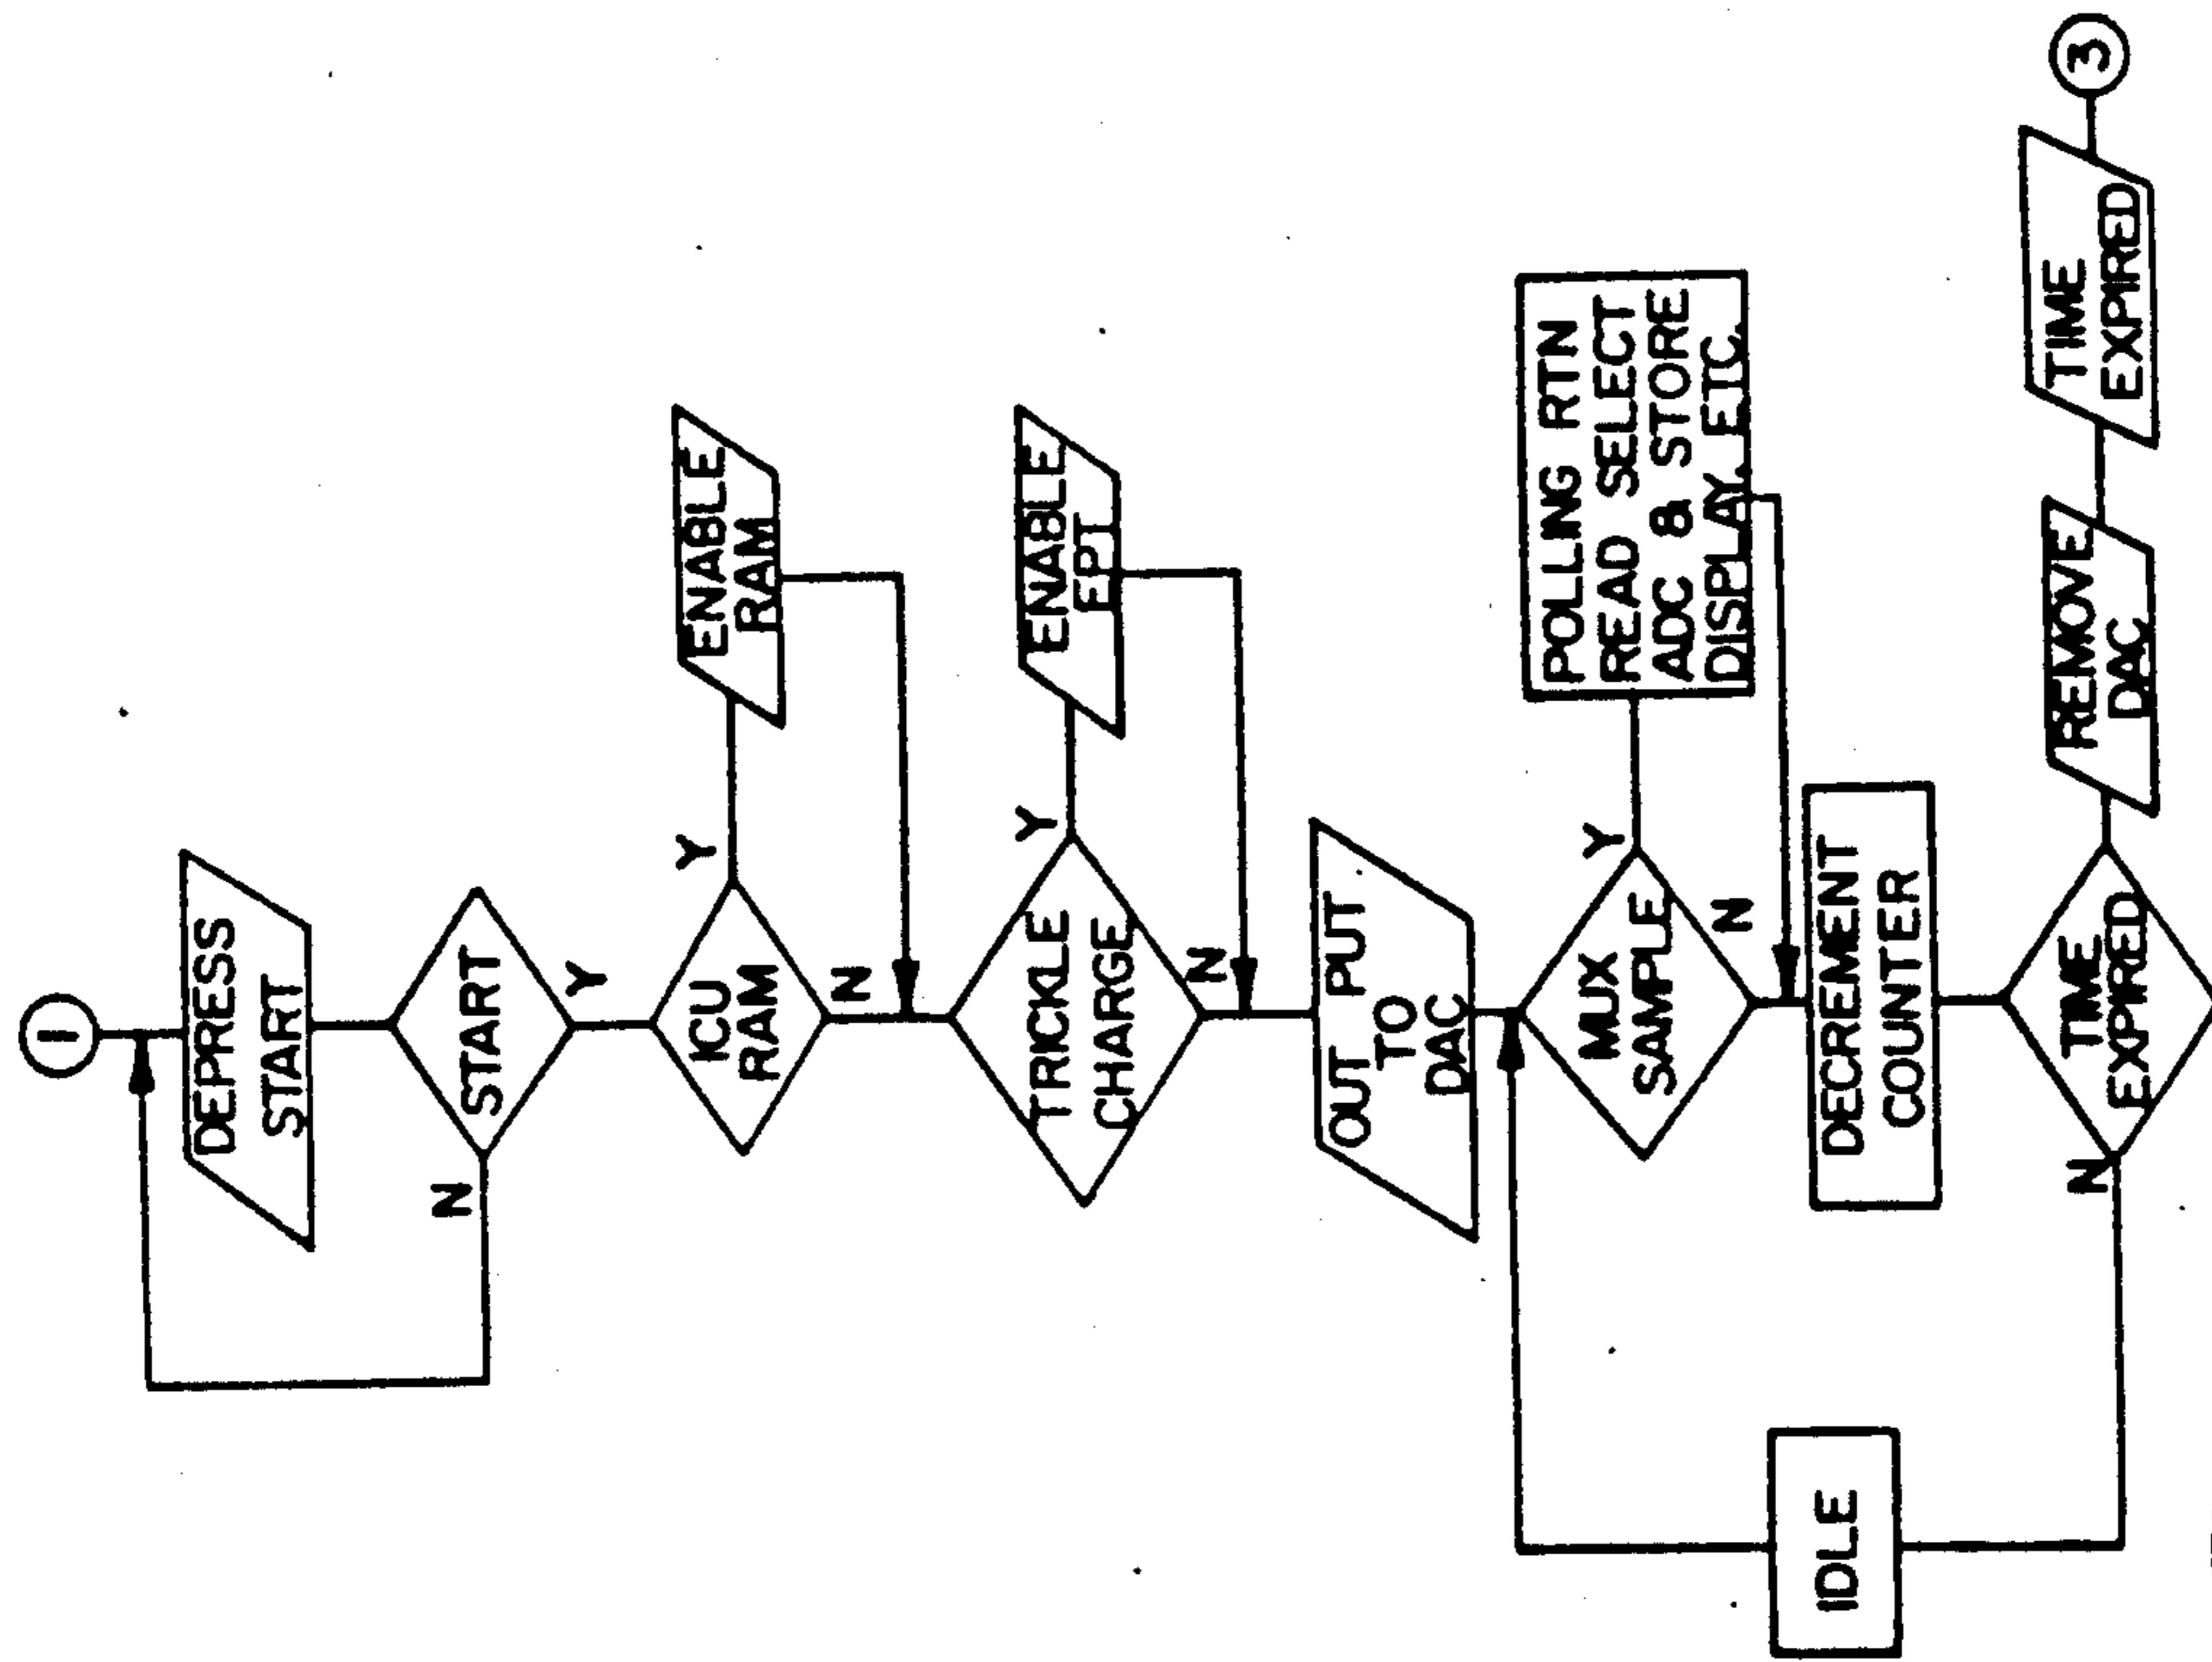 1
DEPRESS
START
START
N
Y
ICU
RAM
Y
ENABLE
RAM
N
TRICKLE
CHARGE
Y
ENABLE
EPT
N
OUT PUT
TO
DAC
MUX
SAMPLE
Y
POLLING RTN
READ SELECT
ADC & STORE
DISPLAY, ETC.
N
DECREMENT
COUNTER
IDLE
N
TIME
EXPIRED
REMOVE
DAC
TIME
EXPIRED
3